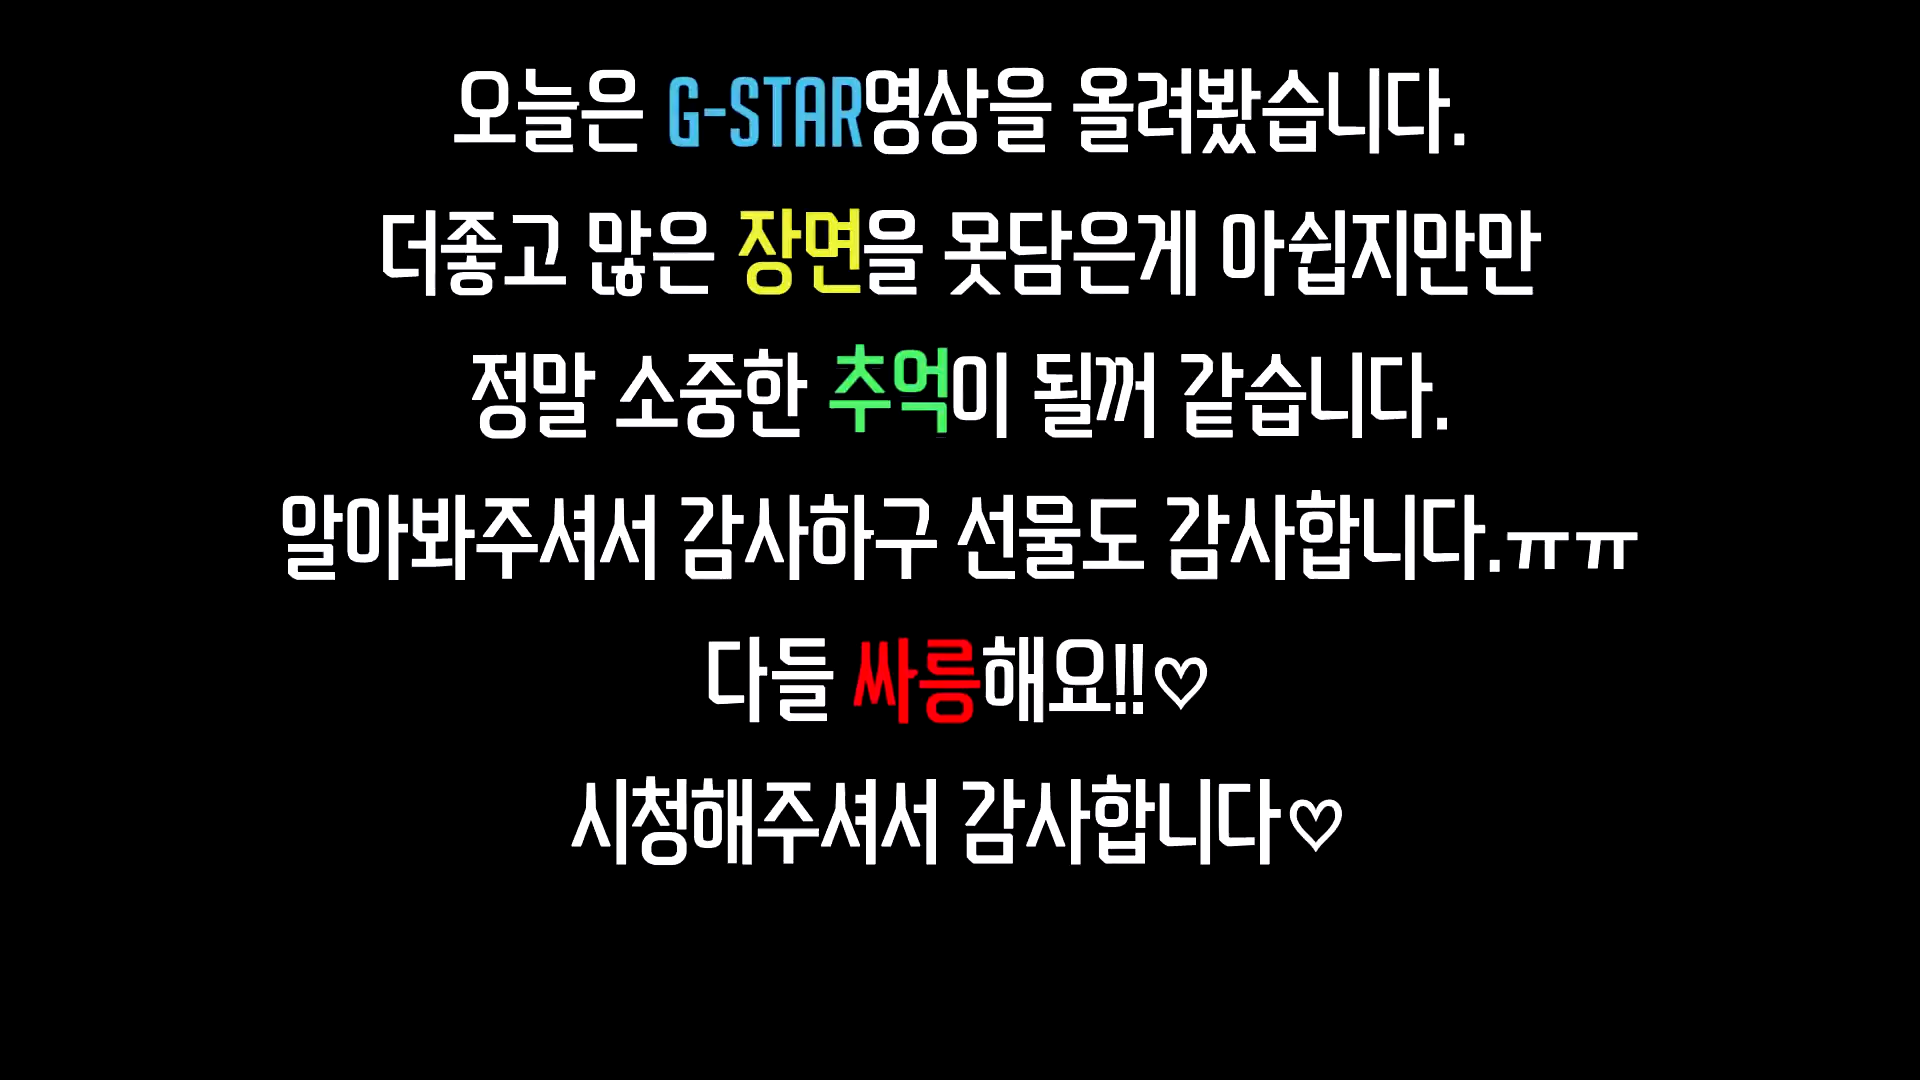 오늘은 G-STAR영상을 올려봤습니다.
더좋고 많은 장면을 못담은게 아쉽지만만
정말 소중한 추억이 될꺼 같습니다.
알아봐주셔서 감사하구 선물도 감사합니다.ㅠㅠ
다들 싸릉해요!!♡
시청해주셔서 감사합니다♡